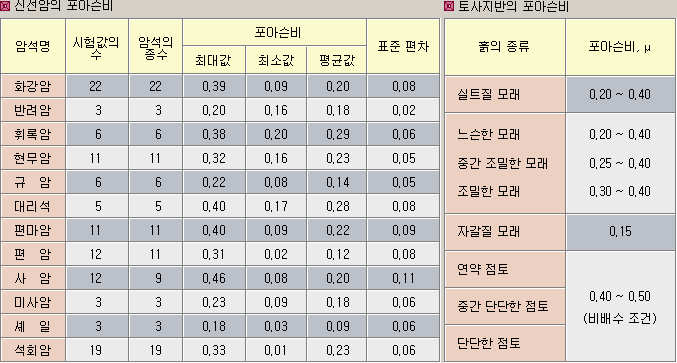 신선암의 포아슨비
암석명 시험값의 수 암석의 종수 포아슨비 표준 편차
최대값 최소값 평균값
화강암 22 22 0.39 0.09 0.20 0.08
반려암 3 3 0.20 0.16 0.18 0.02
휘록암 6 6 0.38 0.20 0.29 0.06
현무암 11 11 0.32 0.16 0.23 0.05
규 암 6 6 0.22 0.08 0.14 0.05
대리석 5 5 0.40 0.17 0.28 0.08
편마암 11 11 0.40 0.09 0.22 0.09
편 암 12 11 0.31 0.02 0.12 0.08
사 암 12 9 0.46 0.08 0.20 0.11
미사암 3 3 0.23 0.09 0.18 0.06
셰 일 3 3 0.18 0.03 0.09 0.06
석회암 19 19 0.33 0.01 0.23 0.06
토사지반의 포아슨비
흙의 종류 포아슨비, μ
실트질 모래 0.20 ~ 0.40
느슨한 모래 0.20 ~ 0.40
중간 조밀한 모래 0.25 ~ 0.40
조밀한 모래 0.30 ~ 0.40
자갈질 모래 0.15
연약 점토
중간 단단한 점토
단단한 점토
0.40 ~ 0.50
(비배수 조건)